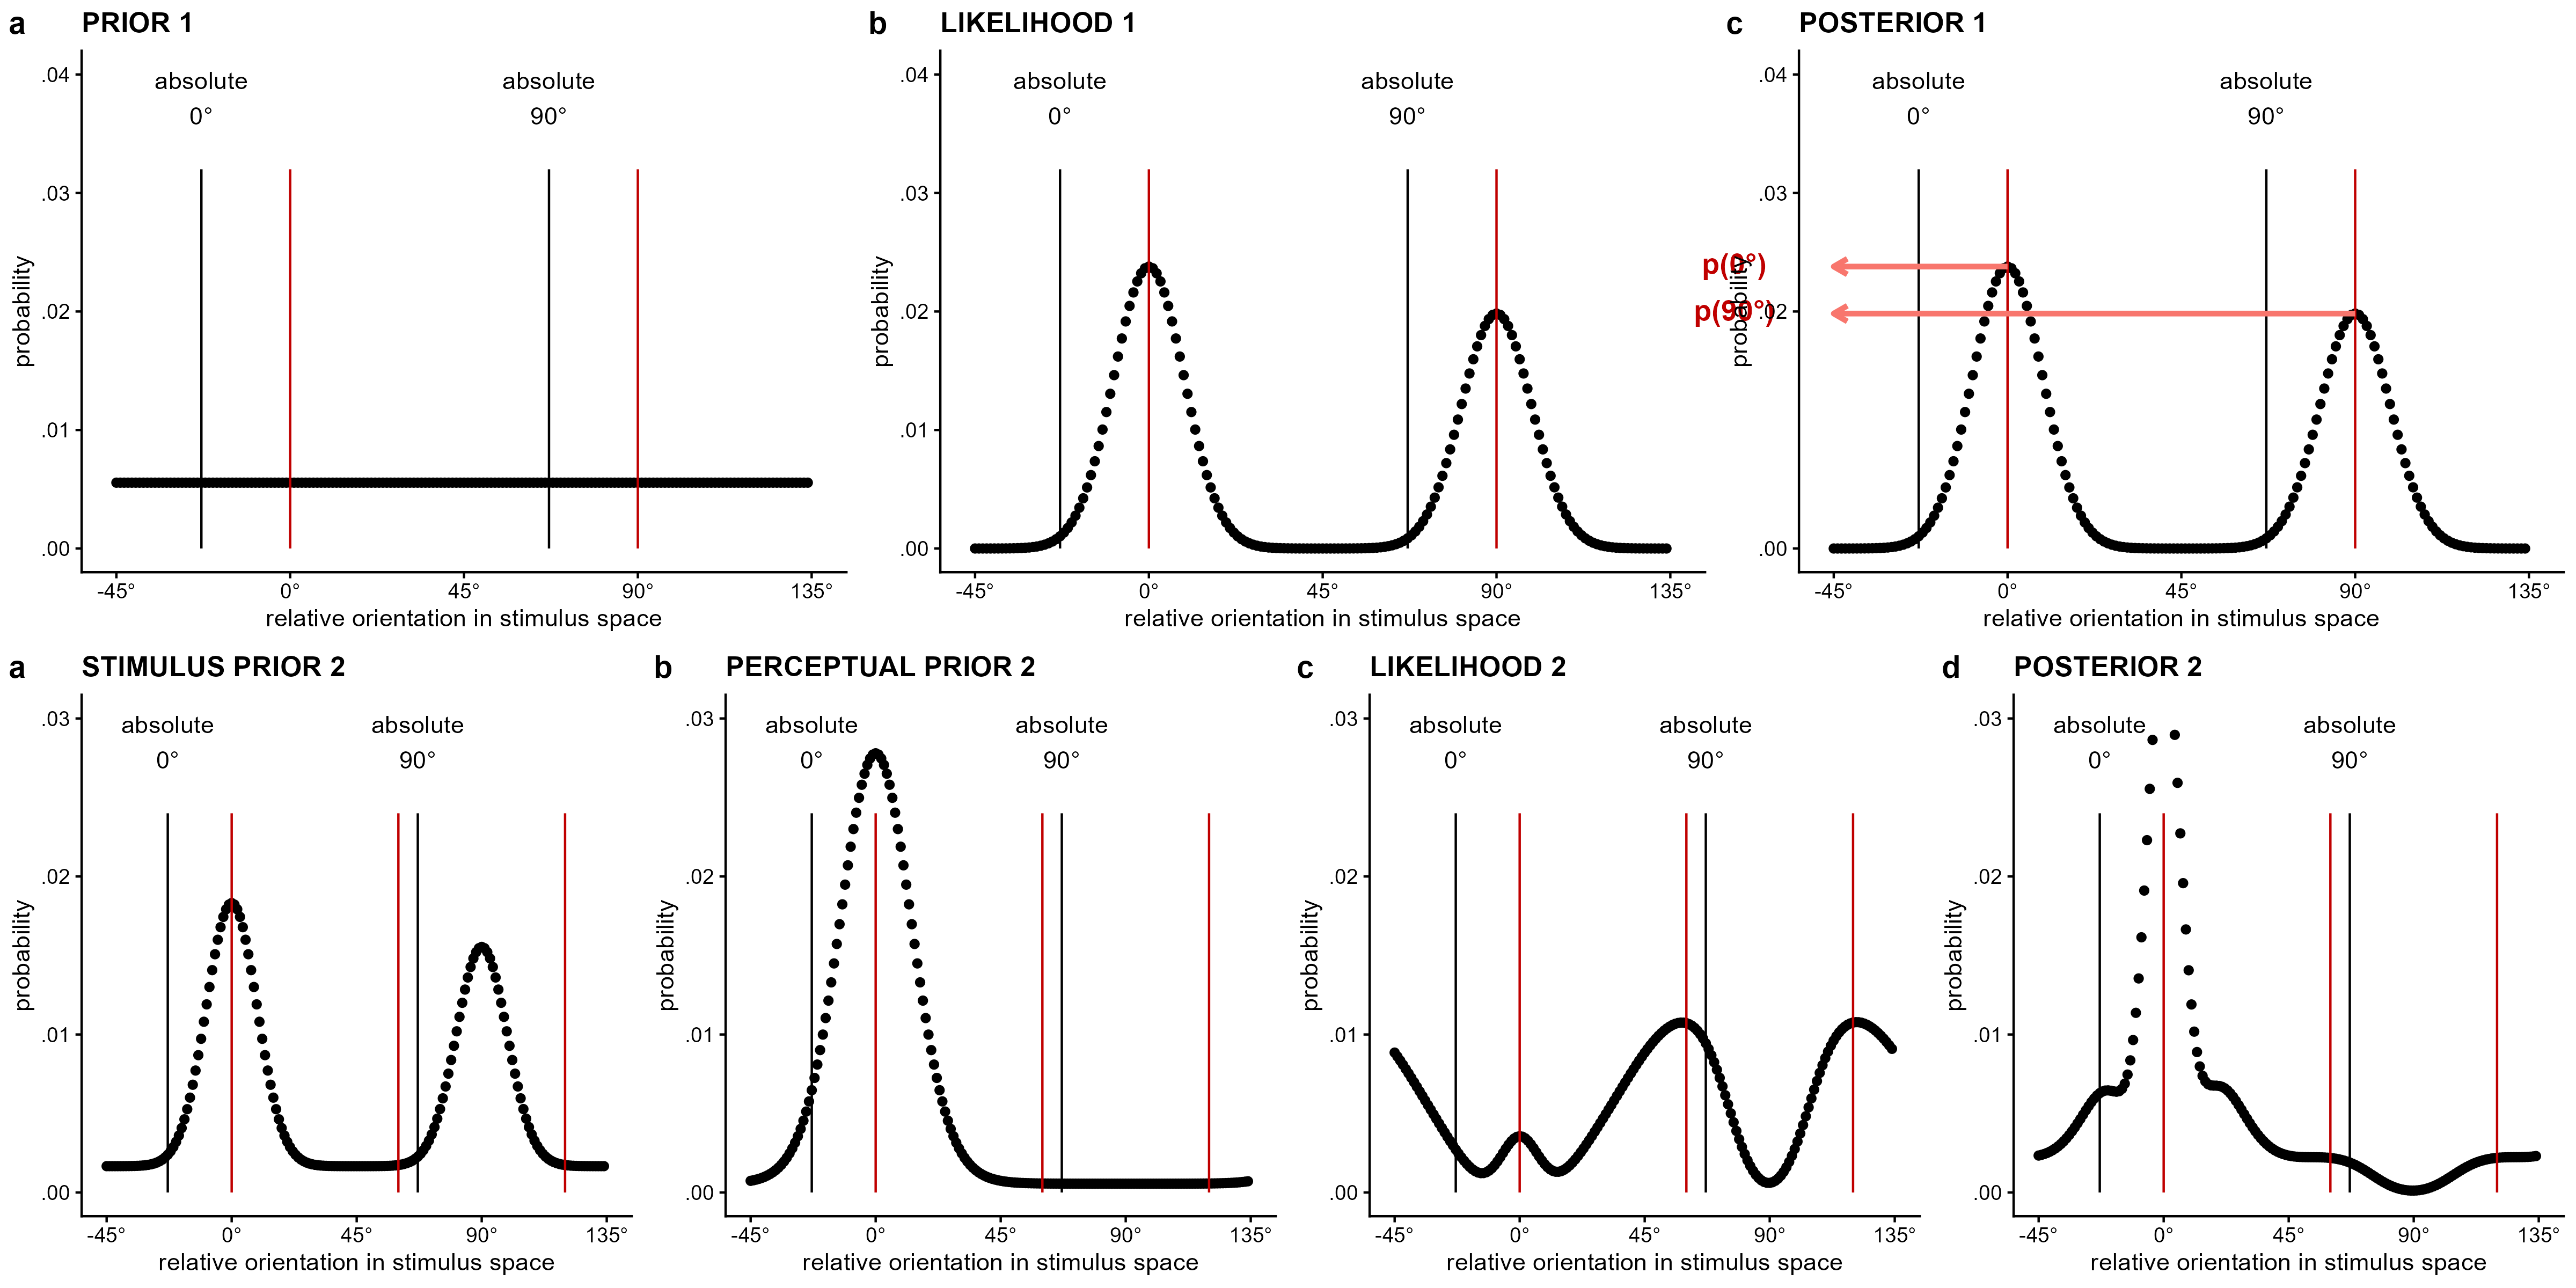 a PRIOR 1
.04
.03
.02
.01
.00
probability
absolute
0°
absolute
90°
-45° 0° 45° 90° 135°
relative orientation in stimulus space
b LIKELIHOOD 1
.04
.03
.02
.01
.00
probability
absolute
0°
absolute
90°
-45° 0° 45° 90° 135°
relative orientation in stimulus space
c POSTERIOR 1
.04
.03
.02
.01
.00
probability
p(0°)
p(90°)
absolute
0°
absolute
90°
-45° 0° 45° 90° 135°
relative orientation in stimulus space
a STIMULUS PRIOR 2
.03
.02
.01
.00
probability
absolute
0°
absolute
90°
-45° 0° 45° 90° 135°
relative orientation in stimulus space
b PERCEPTUAL PRIOR 2
.03
.02
.01
.00
probability
absolute
0°
absolute
90°
-45° 0° 45° 90° 135°
relative orientation in stimulus space
c LIKELIHOOD 2
.03
.02
.01
.00
probability
absolute
0°
absolute
90°
-45° 0° 45° 90° 135°
relative orientation in stimulus space
d POSTERIOR 2
.03
.02
.01
.00
probability
absolute
0°
absolute
90°
-45° 0° 45° 90° 135°
relative orientation in stimulus space